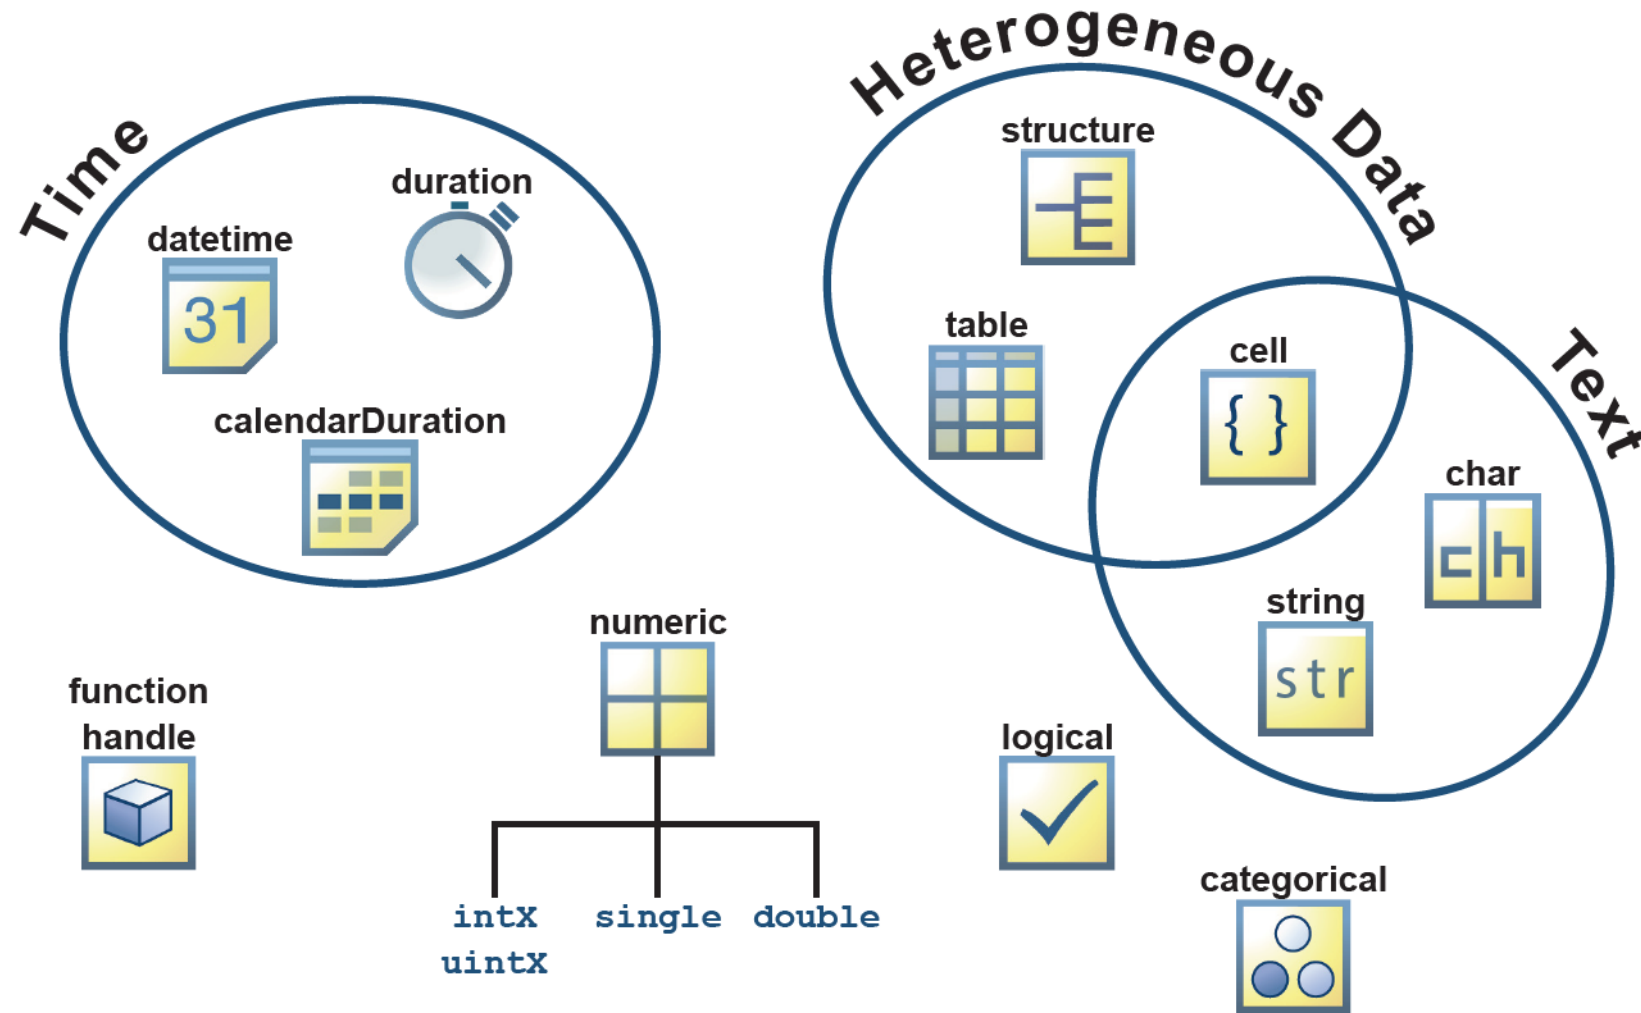 Time
datetime
31
duration
calendarDuration
Heterogeneous Data
structure
table
cell
{ }
Text
char
ch
string
str
function
handle
numeric
intX
uintX
single
double
logical
categorical